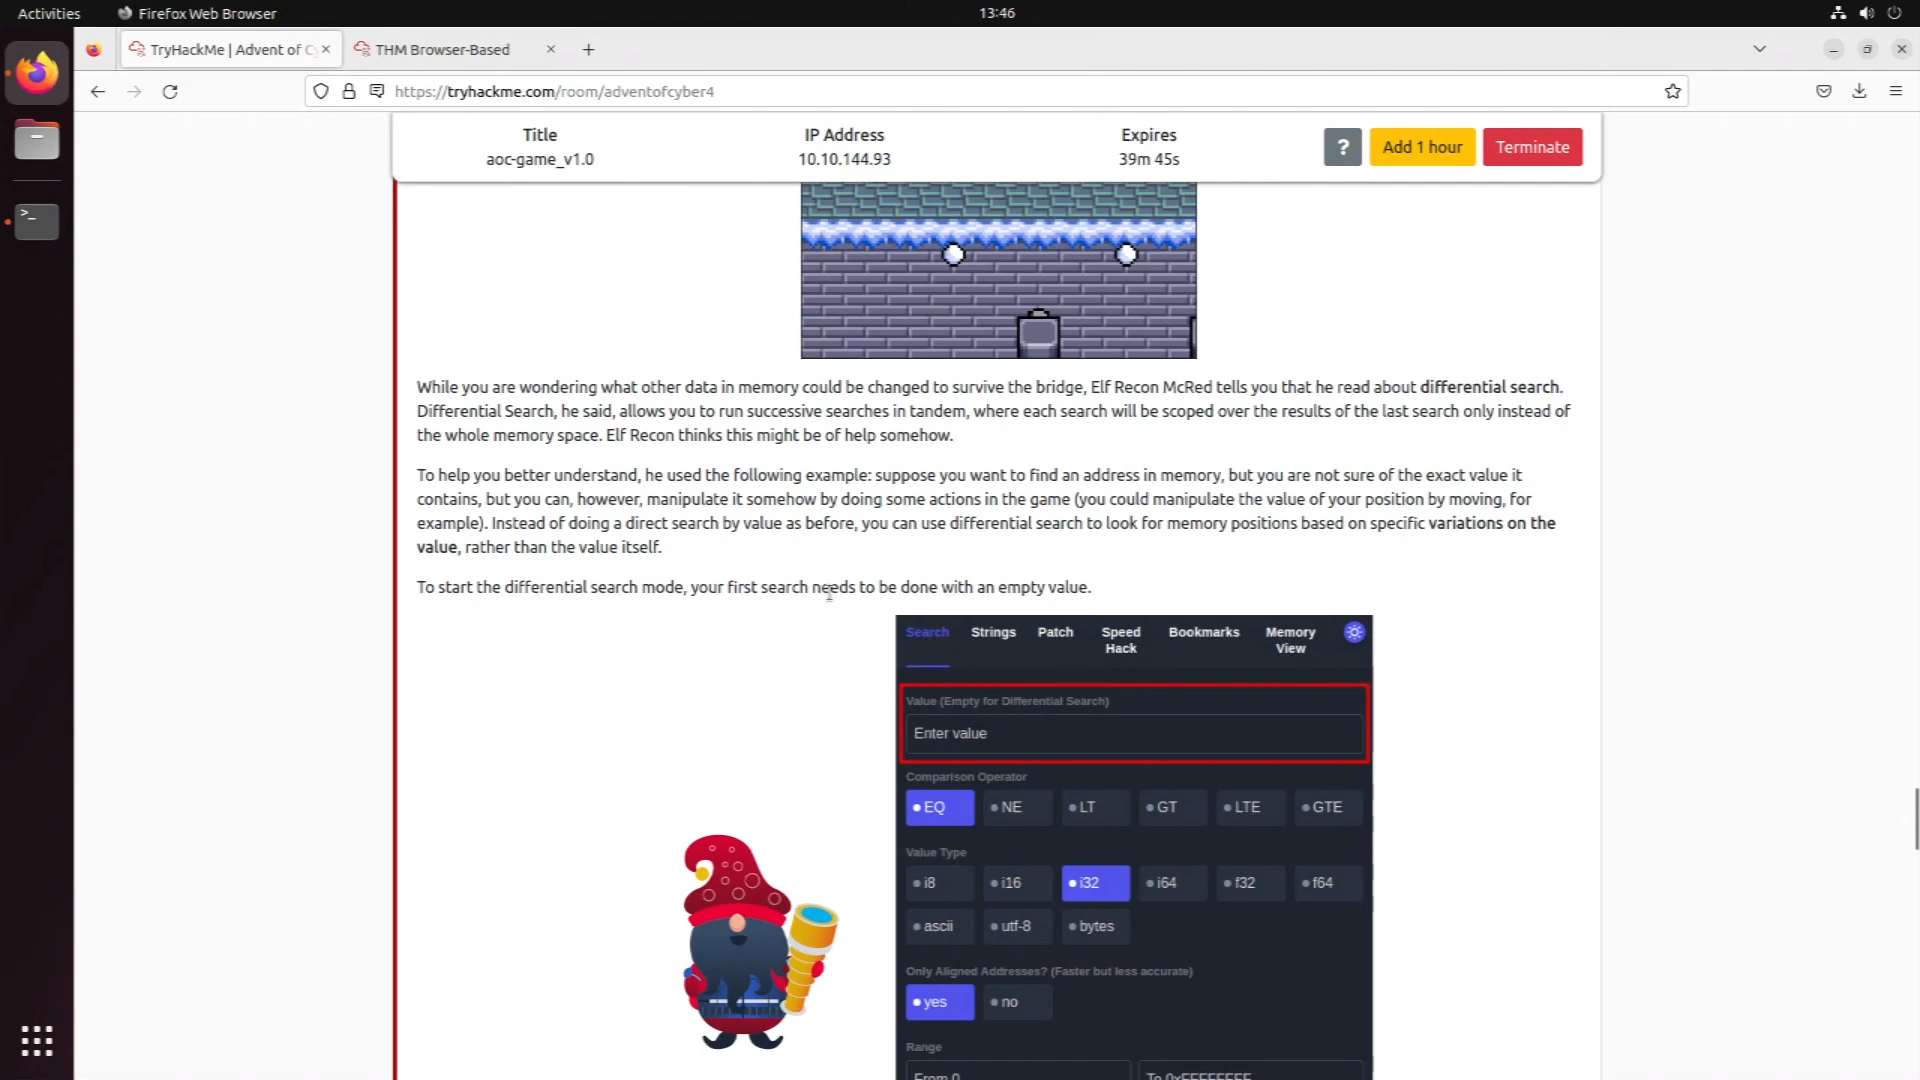 Activities
Firefox Web Browser
13:46
TryHackMe | Advent of Cy
THM Browser-Based
https://tryhackme.com/room/adventofcyber4
Title
IP Address
Expires
aoc-game_v1.0
10.10.144.93
39m 45s
?
Add 1 hour
Terminate
While you are wondering what other data in memory could be changed to survive the bridge, Elf Recon McRed tells you that he read about differential search.
Differential Search, he said, allows you to run successive searches in tandem, where each search will be scoped over the results of the last search only instead of
the whole memory space. Elf Recon thinks this might be of help somehow.
To help you better understand, he used the following example: suppose you want to find an address in memory, but you are not sure of the exact value it
contains, but you can, however, manipulate it somehow by doing some actions in the game (you could manipulate the value of your position by moving, for
example). Instead of doing a direct search by value as before, you can use differential search to look for memory positions based on specific variations on the
value, rather than the value itself.
To start the differential search mode, your first search needs to be done with an empty value.
Search Strings Patch Speed Hack Bookmarks Memory View
Value (Empty for Differential Search)
Enter value
Comparison Operator
EQ NE LT GT LTE GTE
Value Type
i8 i16 i32 i64 f32 f64
ascii utf-8 bytes
Only Aligned Addresses? (Faster but less accurate)
yes no
Range
From 0 To 0xFFFFFFFF